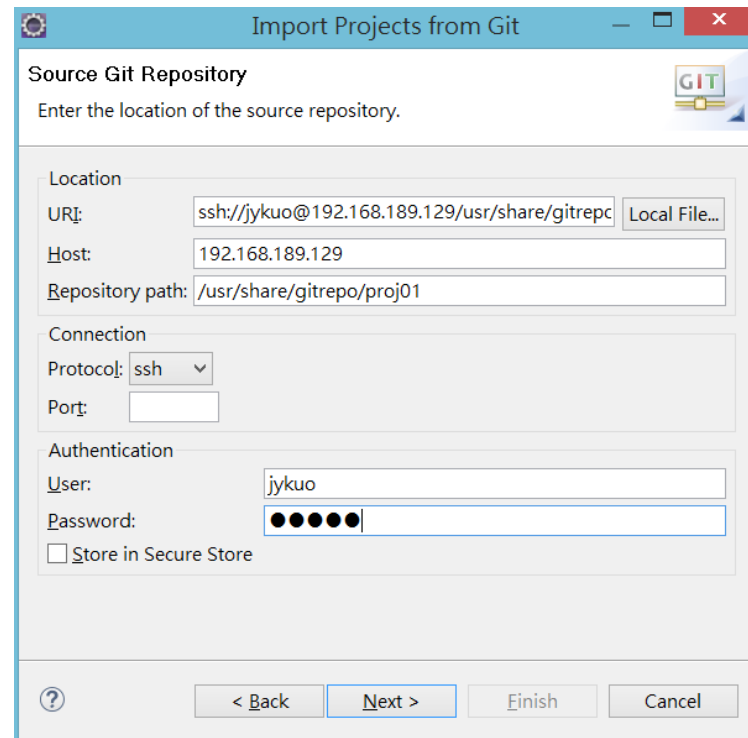 Import Projects from Git
Source Git Repository
Enter the location of the source repository.
GIT
Location
URI: ssh://jykuo@192.168.189.129/usr/share/gitrepo Local File...
Host: 192.168.189.129
Repository path: /usr/share/gitrepo/proj01
Connection
Protocol: ssh
Port:
Authentication
User: jykuo
Password: ●●●●●
Store in Secure Store
< Back Next > Finish Cancel